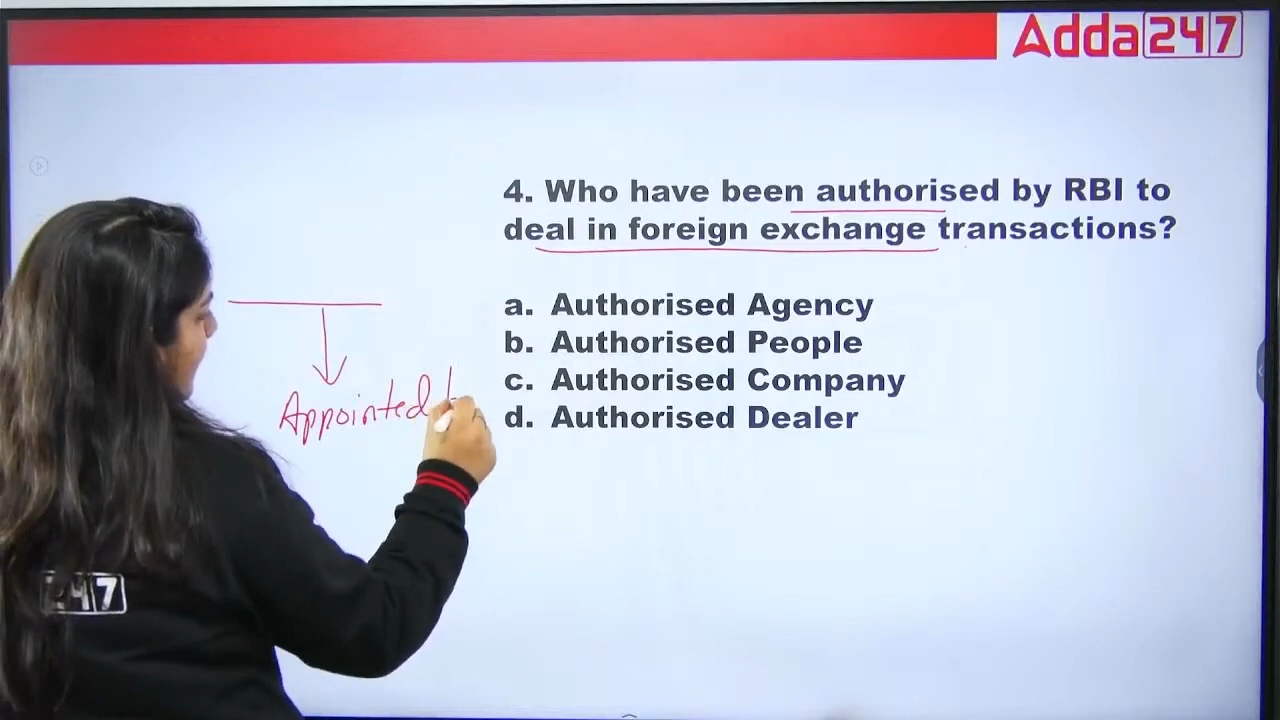 Adda247
4. Who have been authorised by RBI to
deal in foreign exchange transactions?
a. Authorised Agency
b. Authorised People
c. Authorised Company
d. Authorised Dealer
Appointed
247